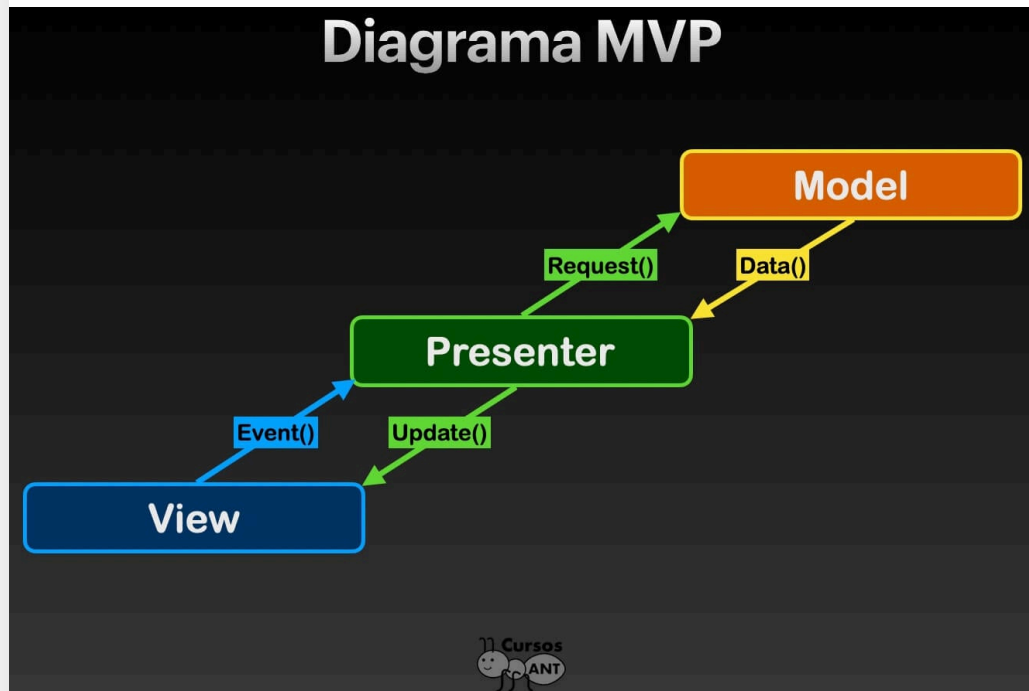 Diagrama MVP
Model
Request()
Data()
Presenter
Event()
Update()
View
Cursos
ANT